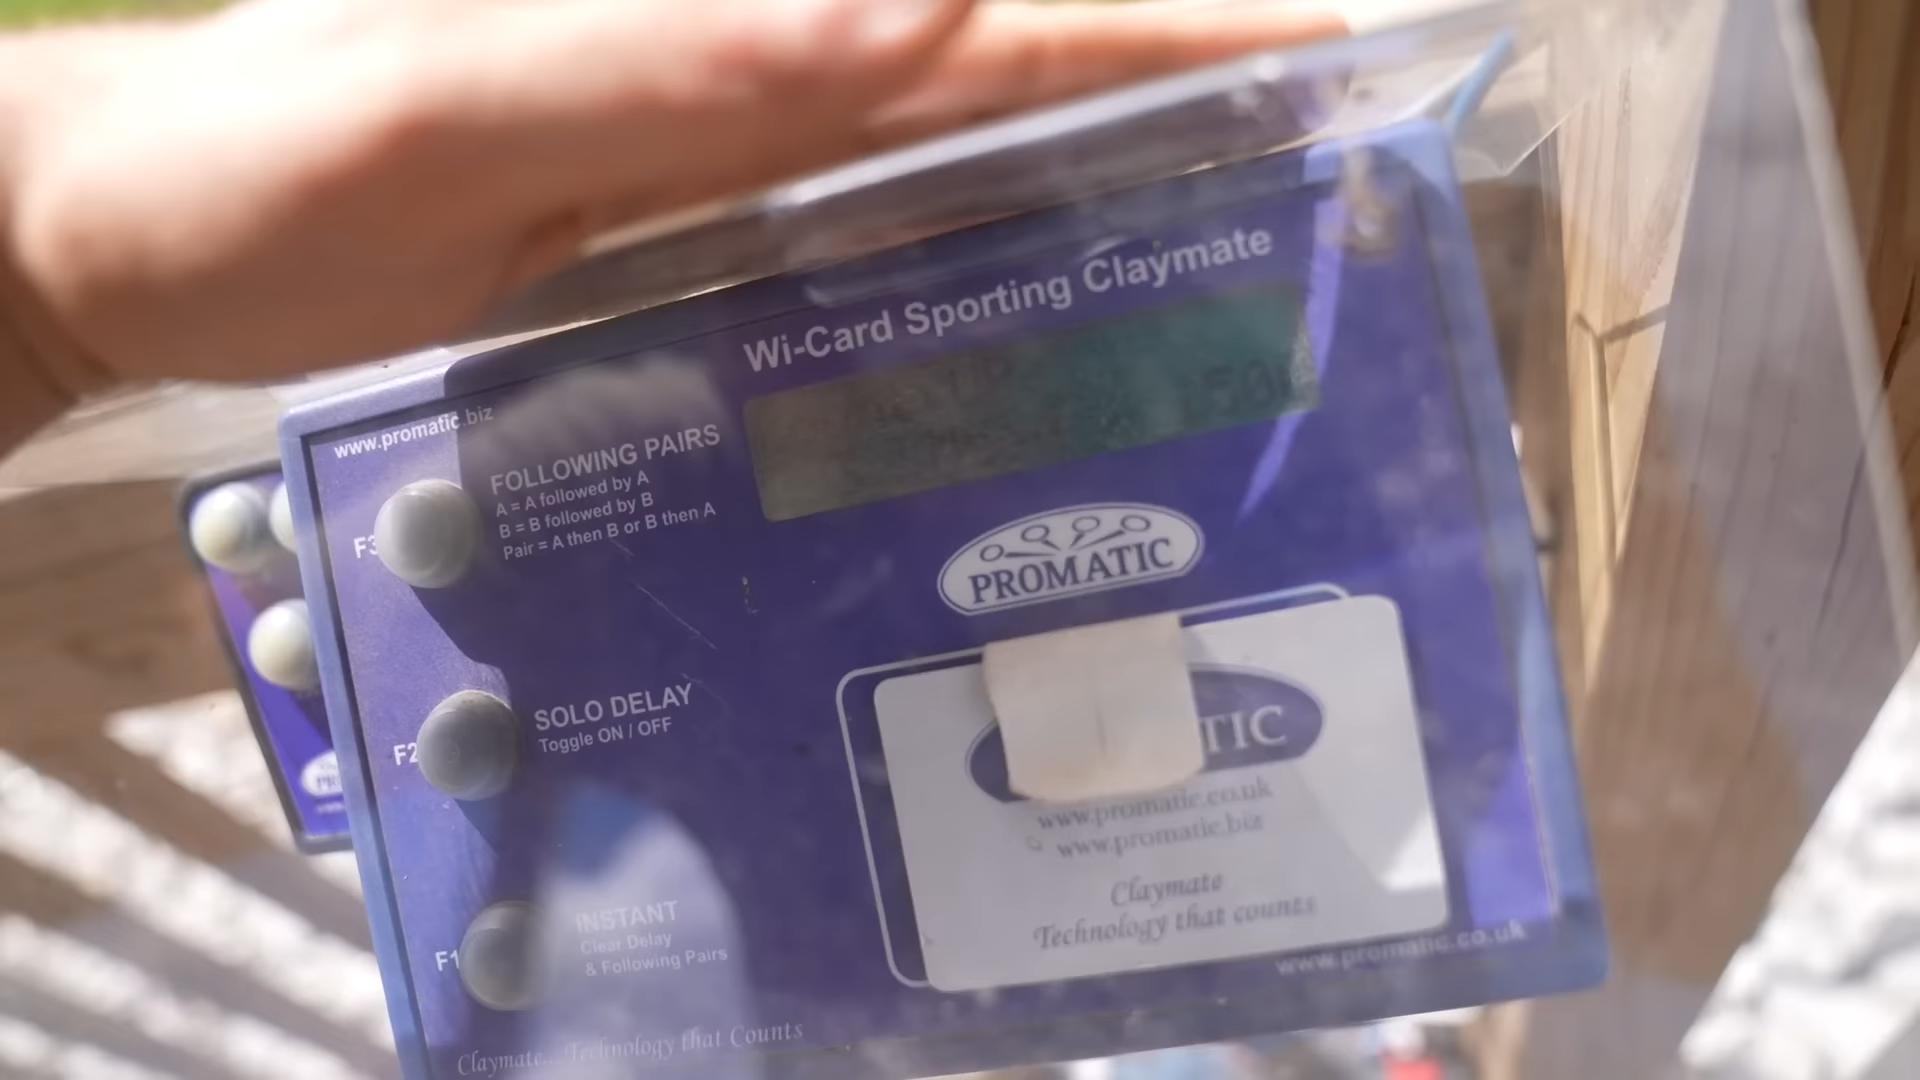 Wi-Card Sporting Claymate
www.promatic.biz
FOLLOWING PAIRS
A = A followed by A
B = B followed by B
Pair = A then B or B then A
F3
PROMATIC
SOLO DELAY
Toggle ON / OFF
F2
TIC
www.promatic.co.uk
www.promatic.biz
Claymate
Technology that counts
INSTANT
Clear Delay
& Following Pairs
F1
www.promatic.co.uk
Claymate... Technology that Counts